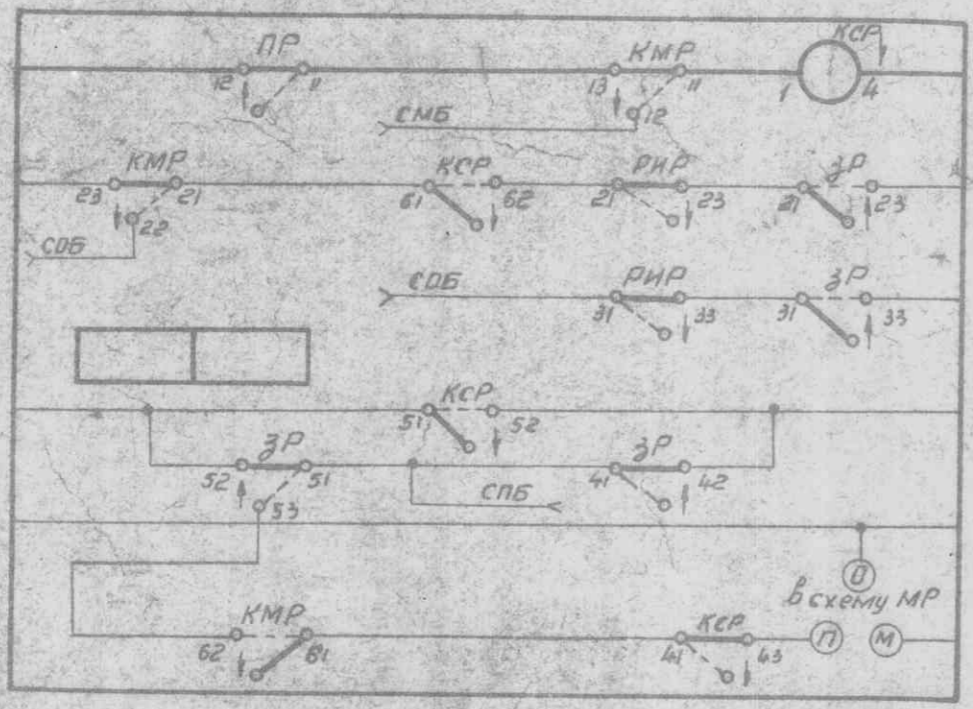 ПР КМР КСР
12 11 13 11 1 4
СМБ 12
КМР КСР РИР ЗР
23 21 61 62 21 23 21 23
22
СОБ
СОБ РИР ЗР
31 33 31 33
КСР
51 52
ЗР ЗР
52 51 41 42
53 СПБ
О
В схему МР
КМР КСР П М
62 61 41 43